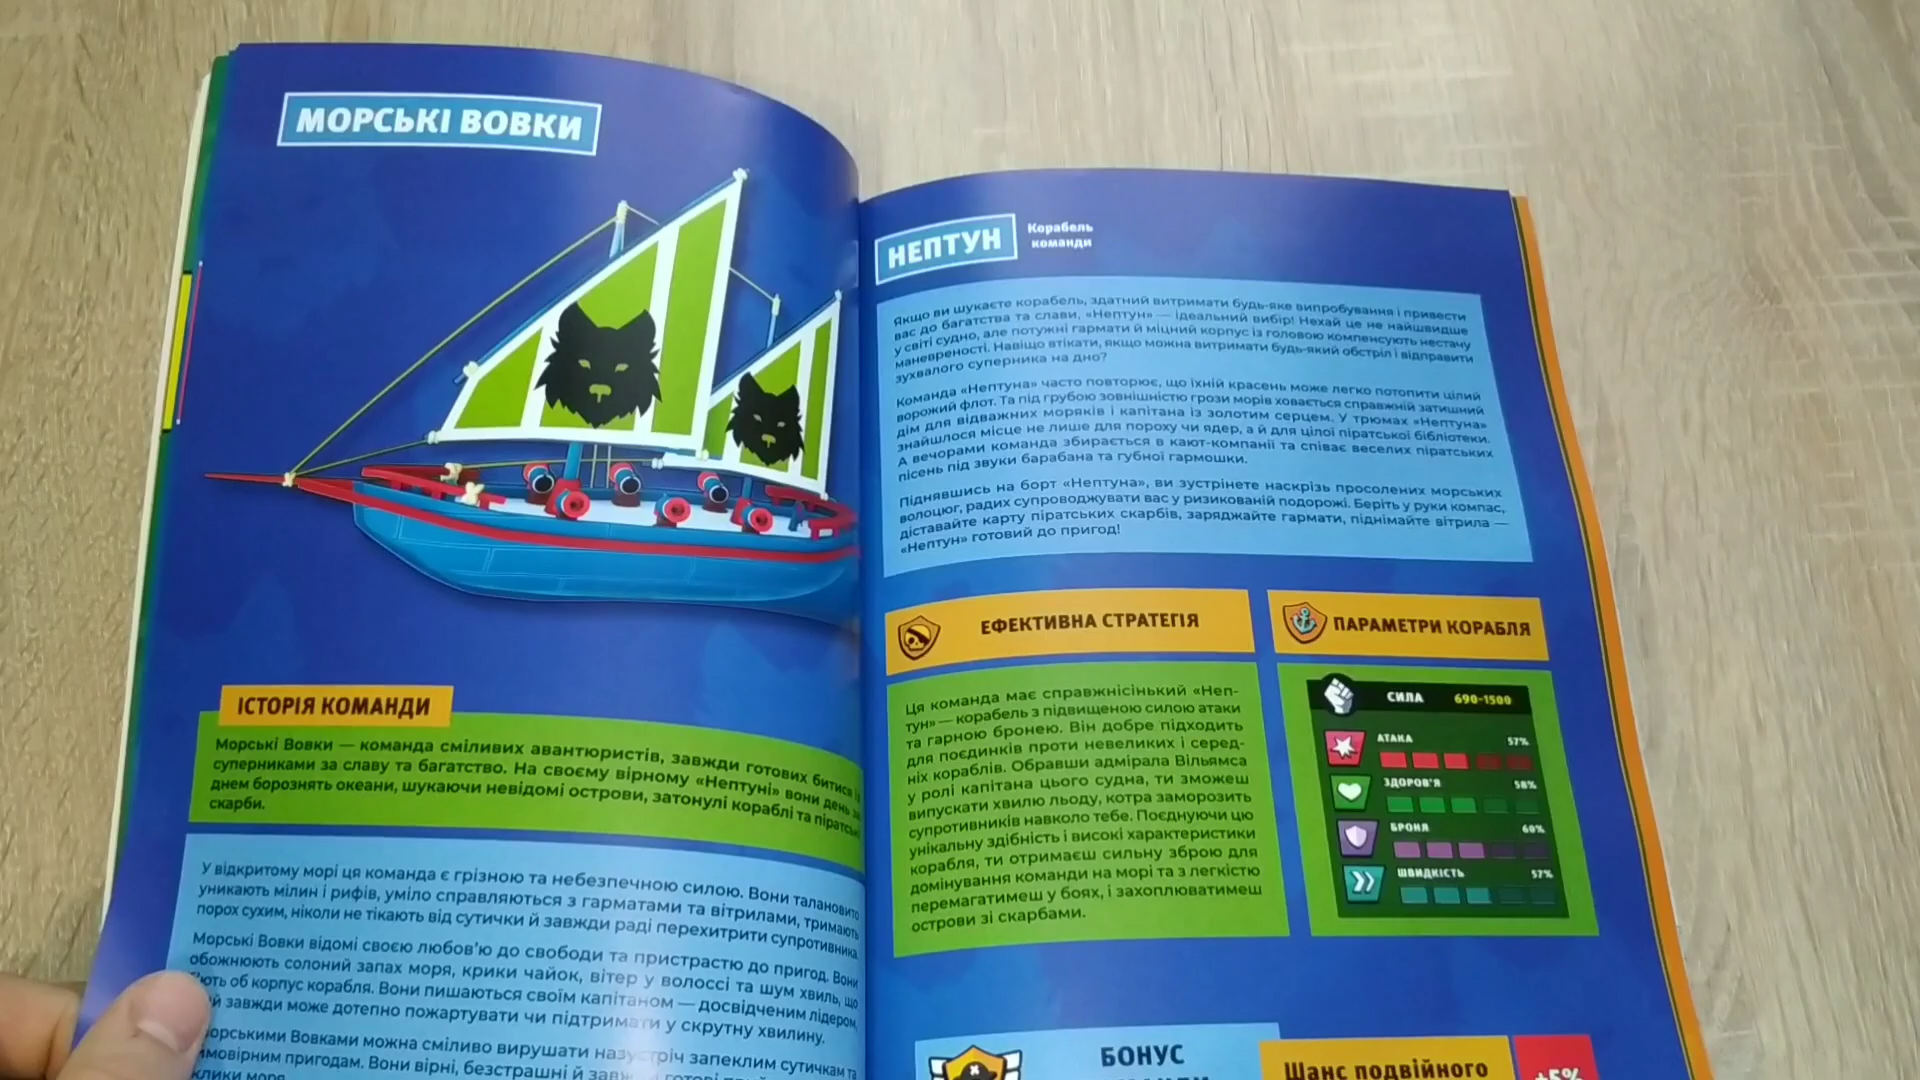 МОРСЬКІ ВОВКИ
ІСТОРІЯ КОМАНДИ
Морські Вовки — команда сміливих авантюристів, завжди готових битися із
суперниками за славу та багатство. На своєму вірному «Нептуні» вони день за
днем борознять океани, шукаючи невідомі острови, затонулі кораблі та піратські
скарби.
У відкритому морі ця команда є грізною та небезпечною силою. Вони талановито
уникають мілин і рифів, уміло справляються з гарматами та вітрилами, тримають
порох сухим, ніколи не тікають від сутички й завжди раді перехитрити супротивника.
Морські Вовки відомі своєю любов’ю до свободи та пристрастю до пригод. Вони
обожнюють солоний запах моря, крики чайок, вітер у волоссі та шум хвиль, що
об корпус корабля. Вони пишаються своїм капітаном — досвідченим лідером,
завжди може дотепно пожартувати чи підтримати у скрутну хвилину.
можна сміливо вирушати назустріч запеклим сутичкам та
пригодам. Вони вірні, безстрашні й
моря.
НЕПТУН
Корабель
команди
Якщо ви шукаєте корабель, здатний витримати будь-яке випробування і привести
вас до багатства та слави, «Нептун» — ідеальний вибір! Нехай це не найшвидше
у світі судно, але потужні гармати й міцний корпус із головою компенсують нестачу
маневреності. Навіщо втікати, якщо можна витримати будь-який обстріл і відправити
зухвалого суперника на дно?
Команда «Нептуна» часто повторює, що їхній красень може легко потопити цілий
ворожий флот. Та під грубою зовнішністю грози морів ховається справжній затишний
дім для відважних моряків і капітана із золотим серцем. У трюмах «Нептуна»
знайшлося місце не лише для пороху чи ядер, а й для цілої піратської бібліотеки.
А вечорами команда збирається в кают-компанії та співає веселих піратських
пісень під звуки барабана та губної гармошки.
Піднявшись на борт «Нептуна», ви зустрінете наскрізь просолених морських
волоцюг, радих супроводжувати вас у ризикованій подорожі. Беріть у руки компас,
діставайте карту піратських скарбів, заряджайте гармати, піднімайте вітрила —
«Нептун» готовий до пригод!
ЕФЕКТИВНА СТРАТЕГІЯ
Ця команда має справжнісінький «Неп-
тун» — корабель з підвищеною силою атаки
та гарною бронею. Він добре підходить
для поєдинків проти невеликих і серед-
ніх кораблів. Обравши адмірала Вільямса
у ролі капітана цього судна, ти зможеш
випускати хвилю льоду, котра заморозить
супротивників навколо тебе. Поєднуючи цю
унікальну здібність і високі характеристики
корабля, ти отримаєш сильну зброю для
домінування команди на морі та з легкістю
перемагатимеш у боях, і захоплюватимеш
острови зі скарбами.
ПАРАМЕТРИ КОРАБЛЯ
СИЛА 690-1500
АТАКА 57%
ЗДОРОВ'Я 58%
БРОНЯ 60%
ШВИДКІСТЬ 57%
БОНУС
Шанс подвійного
+5%